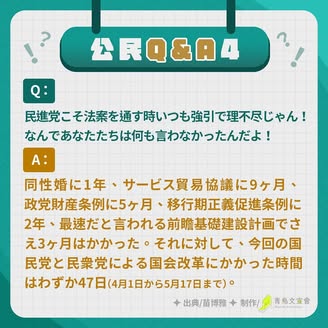 公民Q&A4
Q：
民進党こそ法案を通す時いつも強引で理不尽じゃん！
なんであなたたちは何も言わなかったんだよ！
A：
同性婚に1年、サービス貿易協議に9ヶ月、
政党財産条例に5ヶ月、移行期正義促進条例に
2年、最速だと言われる前瞻基礎建設計画でさ
え3ヶ月はかかった。それに対して、今回の国
民党と民衆党による国会改革にかかった時間
はわずか47日(4月1日から5月17日まで)。
出典/苗博雅 制作/青鳥文宣會